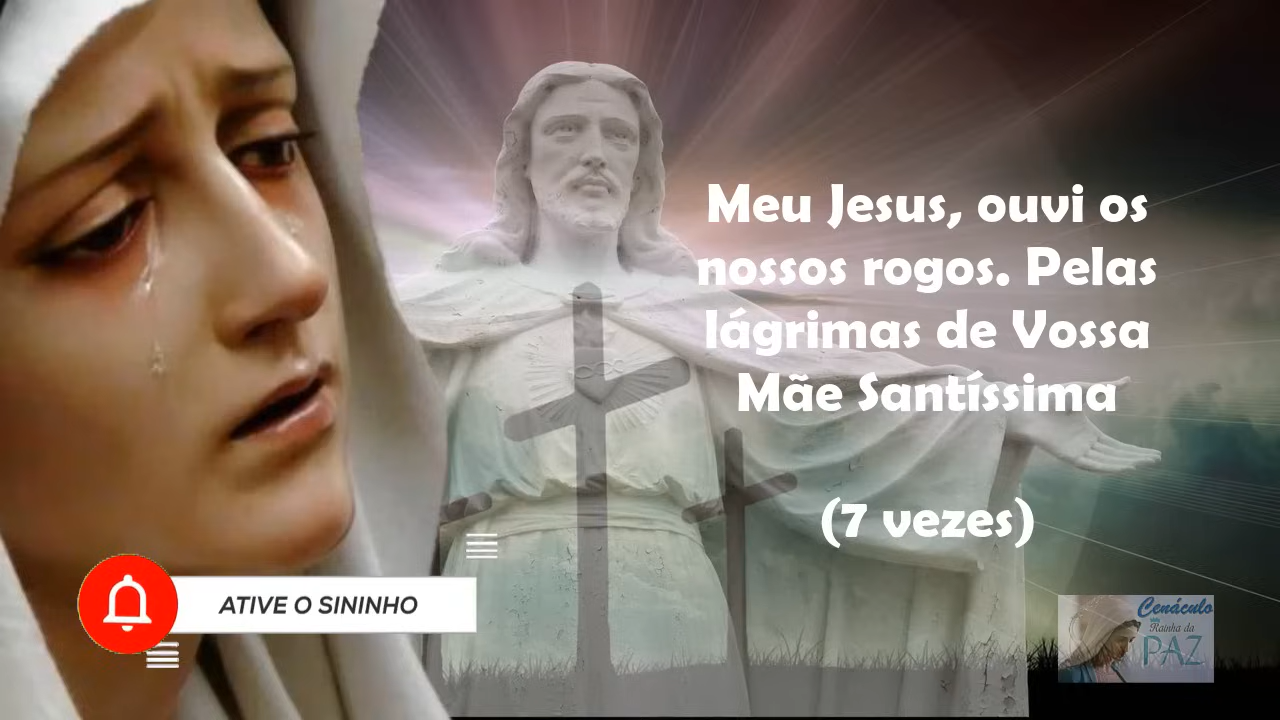 Meu Jesus, ouvi os
nossos rogos. Pelas
lágrimas de Vossa
Mãe Santíssima
(7 vezes)
ATIVE O SININHO
Cenáculo
Rainha da
PAZ